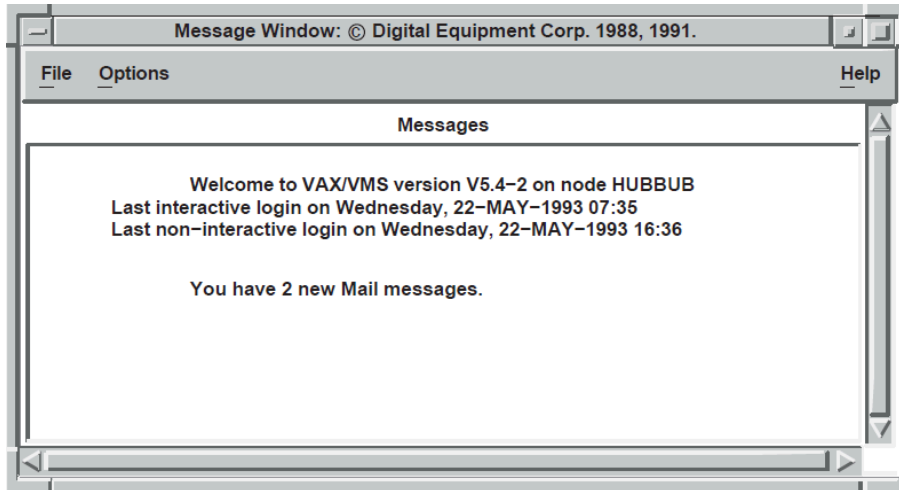 Message Window: © Digital Equipment Corp. 1988, 1991.
File Options Help
Messages
Welcome to VAX/VMS version V5.4−2 on node HUBBUB
Last interactive login on Wednesday, 22−MAY−1993 07:35
Last non−interactive login on Wednesday, 22−MAY−1993 16:36
You have 2 new Mail messages.